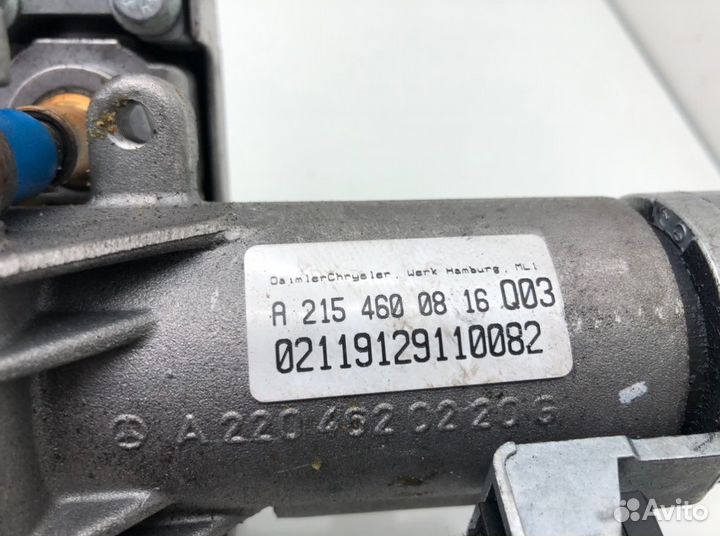 DaimlerChrysler, Werk Hamburg, ML1
A 215 460 08 16 Q03
02119129110082
A 220 462 02 20 G
Avito